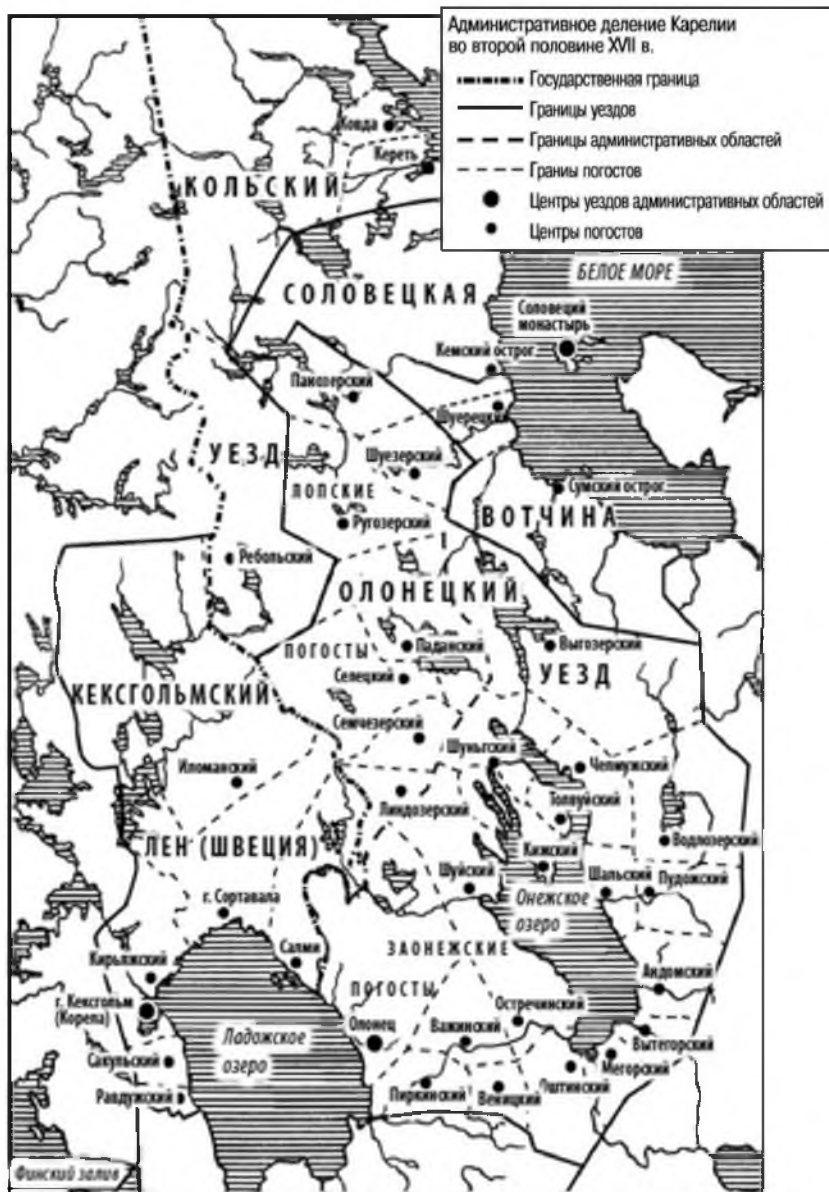 Административное деление Карелии
во второй половине XVII в.
Государственная граница
Границы уездов
Границы административных областей
Граниы погостов
Центры уездов административных областей
Центры погостов
Ковда
Кереть
КОЛЬСКИЙ
БЕЛОЕ МОРЕ
СОЛОВЕЦКАЯ
Соловеций
монастырь
Кемский острог
Панозерский
Шуерецкий
УЕЗД
Шуезерский
ЛОПСКИЕ
Сумский острог
Ругозерский
ВОТЧИНА
Ребольский
ОЛОНЕЦКИЙ
ПОГОСТЫ
Паданский
Выгозерский
Селецкий
УЕЗД
КЕКСГОЛЬМСКИЙ
Семчезерский
Шуньгский
Иломанский
Челмужский
Линдозерский
Толвуйский
ЛЕН (ШВЕЦИЯ)
Водлозерский
Кижский
Шуйский
Шальский
Пудожский
Онежское
озеро
г. Сортавала
ЗАОНЕЖСКИЕ
Салми
Кирьяжский
Андомский
ПОГОСТЫ
г. Кексгольм
(Корела)
Остречинский
Ладожское
озеро
Олонец
Важинский
Вытегорский
Сакульский
Мегорский
Оштинский
Равдужский
Пиркинский
Веницкий
Финский залив